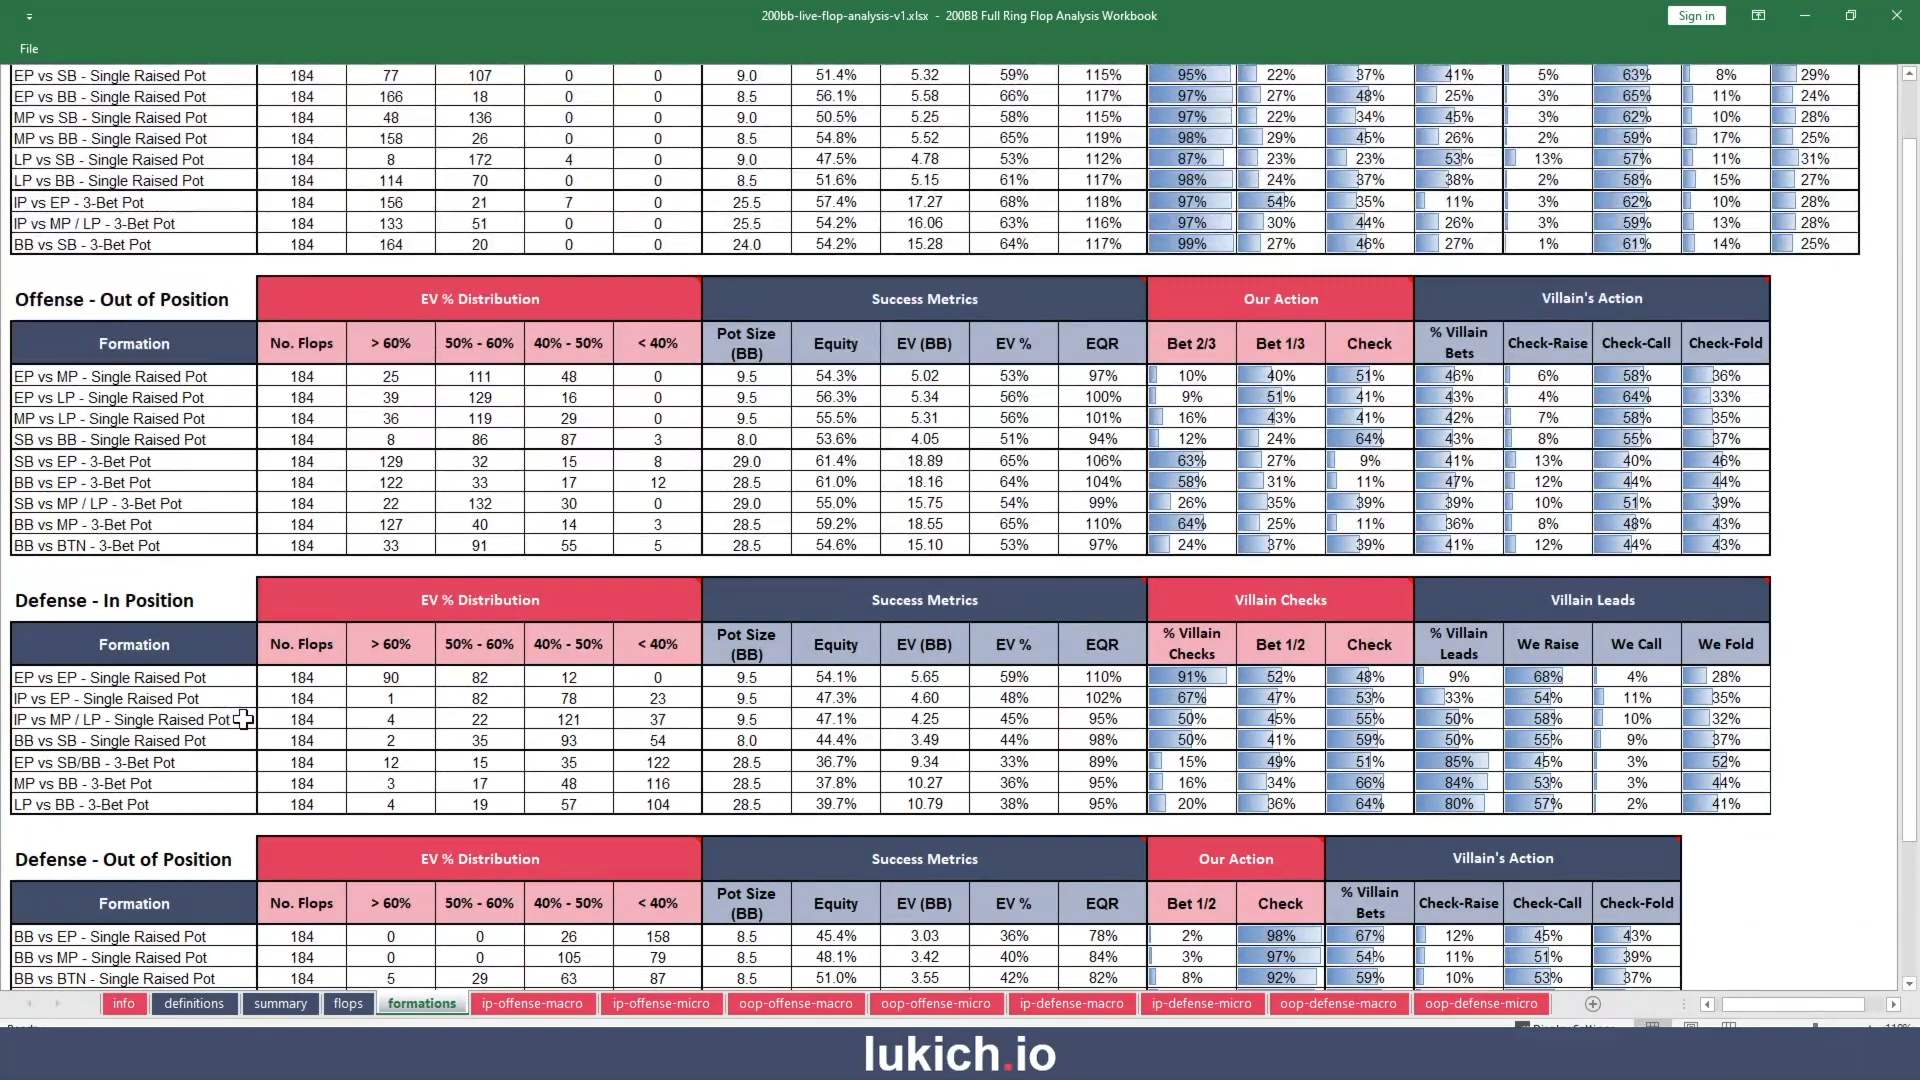 200bb-live-flop-analysis-v1.xlsx - 200BB Full Ring Flop Analysis Workbook
Sign in
File
EP vs SB - Single Raised Pot 184 77 107 0 0 9.0 51.4% 5.32 59% 115% 95% 22% 37% 41% 5% 63% 8% 29%
EP vs BB - Single Raised Pot 184 166 18 0 0 8.5 56.1% 5.58 66% 117% 97% 27% 48% 25% 3% 65% 11% 24%
MP vs SB - Single Raised Pot 184 48 136 0 0 9.0 50.5% 5.25 58% 115% 97% 22% 34% 45% 3% 62% 10% 28%
MP vs BB - Single Raised Pot 184 158 26 0 0 8.5 54.8% 5.52 65% 119% 98% 29% 45% 26% 2% 59% 17% 25%
LP vs SB - Single Raised Pot 184 8 172 4 0 9.0 47.5% 4.78 53% 112% 87% 23% 23% 53% 13% 57% 11% 31%
LP vs BB - Single Raised Pot 184 114 70 0 0 8.5 51.6% 5.15 61% 117% 98% 24% 37% 38% 2% 58% 15% 27%
IP vs EP - 3-Bet Pot 184 156 21 7 0 25.5 57.4% 17.27 68% 118% 97% 54% 35% 11% 3% 62% 10% 28%
IP vs MP / LP - 3-Bet Pot 184 133 51 0 0 25.5 54.2% 16.06 63% 116% 97% 30% 44% 26% 3% 59% 13% 28%
BB vs SB - 3-Bet Pot 184 164 20 0 0 24.0 54.2% 15.28 64% 117% 99% 27% 46% 27% 1% 61% 14% 25%
Offense - Out of Position EV % Distribution Success Metrics Our Action Villain's Action
Formation No. Flops > 60% 50% - 60% 40% - 50% < 40% Pot Size (BB) Equity EV (BB) EV % EQR Bet 2/3 Bet 1/3 Check % Villain Bets Check-Raise Check-Call Check-Fold
EP vs MP - Single Raised Pot 184 25 111 48 0 9.5 54.3% 5.02 53% 97% 10% 40% 51% 46% 6% 58% 36%
EP vs LP - Single Raised Pot 184 39 129 16 0 9.5 56.3% 5.34 56% 100% 9% 51% 41% 43% 4% 64% 33%
MP vs LP - Single Raised Pot 184 36 119 29 0 9.5 55.5% 5.31 56% 101% 16% 43% 41% 42% 7% 58% 35%
SB vs BB - Single Raised Pot 184 8 86 87 3 8.0 53.6% 4.05 51% 94% 12% 24% 64% 43% 8% 55% 37%
SB vs EP - 3-Bet Pot 184 129 32 15 8 29.0 61.4% 18.89 65% 106% 63% 27% 9% 41% 13% 40% 46%
BB vs EP - 3-Bet Pot 184 122 33 17 12 28.5 61.0% 18.16 64% 104% 58% 31% 11% 47% 12% 44% 44%
SB vs MP / LP - 3-Bet Pot 184 22 132 30 0 29.0 55.0% 15.75 54% 99% 26% 35% 39% 39% 10% 51% 39%
BB vs MP - 3-Bet Pot 184 127 40 14 3 28.5 59.2% 18.55 65% 110% 64% 25% 11% 36% 8% 48% 43%
BB vs BTN - 3-Bet Pot 184 33 91 55 5 28.5 54.6% 15.10 53% 97% 24% 37% 39% 41% 12% 44% 43%
Defense - In Position EV % Distribution Success Metrics Villain Checks Villain Leads
Formation No. Flops > 60% 50% - 60% 40% - 50% < 40% Pot Size (BB) Equity EV (BB) EV % EQR % Villain Checks Bet 1/2 Check % Villain Leads We Raise We Call We Fold
EP vs EP - Single Raised Pot 184 90 82 12 0 9.5 54.1% 5.65 59% 110% 91% 52% 48% 9% 68% 4% 28%
IP vs EP - Single Raised Pot 184 1 82 78 23 9.5 47.3% 4.60 48% 102% 67% 47% 53% 33% 54% 11% 35%
IP vs MP / LP - Single Raised Pot 184 4 22 121 37 9.5 47.1% 4.25 45% 95% 50% 45% 55% 50% 58% 10% 32%
BB vs SB - Single Raised Pot 184 2 35 93 54 8.0 44.4% 3.49 44% 98% 50% 41% 59% 50% 55% 9% 37%
EP vs SB/BB - 3-Bet Pot 184 12 15 35 122 28.5 36.7% 9.34 33% 89% 15% 49% 51% 85% 45% 3% 52%
MP vs BB - 3-Bet Pot 184 3 17 48 116 28.5 37.8% 10.27 36% 95% 16% 34% 66% 84% 53% 3% 44%
LP vs BB - 3-Bet Pot 184 4 19 57 104 28.5 39.7% 10.79 38% 95% 20% 36% 64% 80% 57% 2% 41%
Defense - Out of Position EV % Distribution Success Metrics Our Action Villain's Action
Formation No. Flops > 60% 50% - 60% 40% - 50% < 40% Pot Size (BB) Equity EV (BB) EV % EQR Bet 1/2 Check % Villain Bets Check-Raise Check-Call Check-Fold
BB vs EP - Single Raised Pot 184 0 0 26 158 8.5 45.4% 3.03 36% 78% 2% 98% 67% 12% 45% 43%
BB vs MP - Single Raised Pot 184 0 0 105 79 8.5 48.1% 3.42 40% 84% 3% 97% 54% 11% 51% 39%
BB vs BTN - Single Raised Pot 184 5 29 63 87 8.5 51.0% 3.55 42% 82% 8% 92% 59% 10% 53% 37%
info definitions summary flops formations ip-offense-macro ip-offense-micro oop-offense-macro oop-offense-micro ip-defense-macro ip-defense-micro oop-defense-macro oop-defense-micro
lukich.io